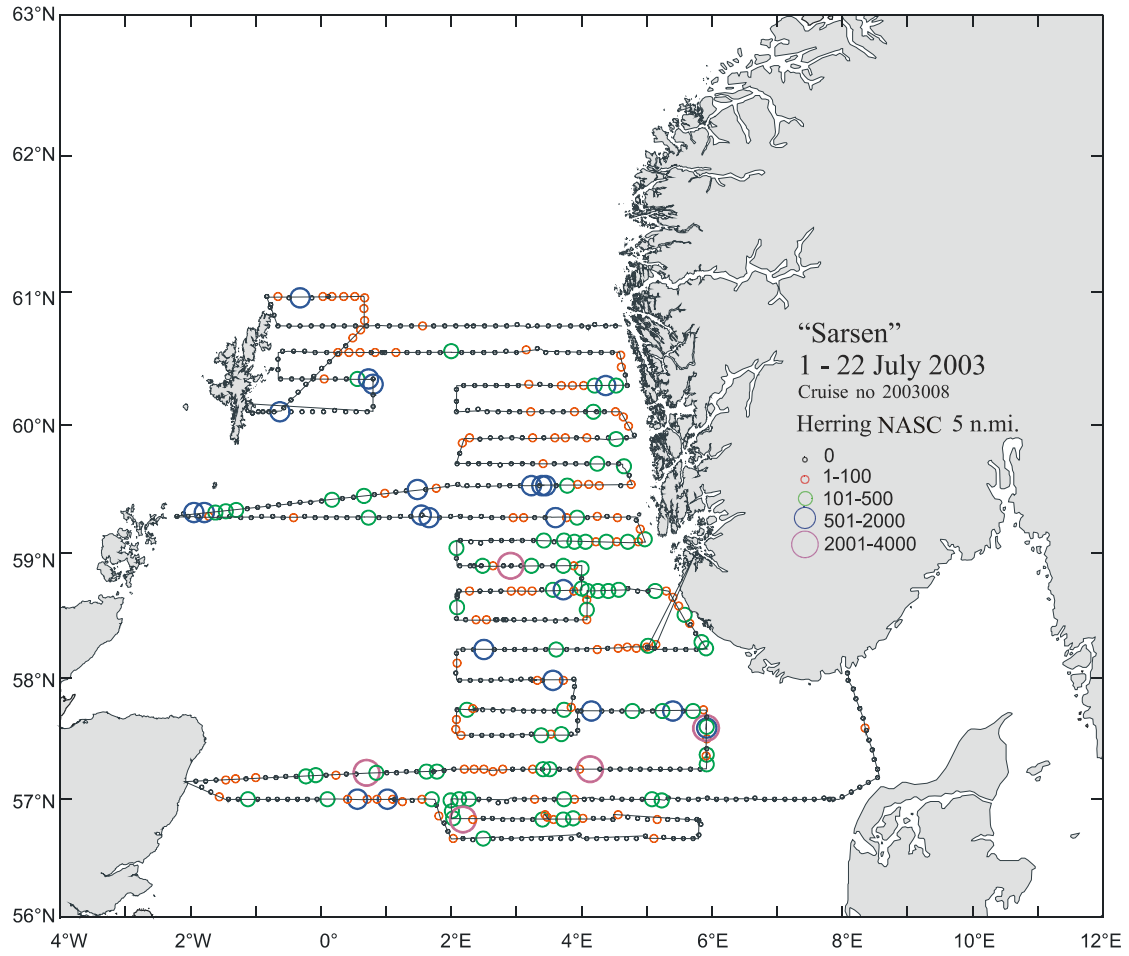 63°N
62°N
61°N
60°N
59°N
58°N
57°N
56°N
4°W
2°W
0°
2°E
4°E
6°E
8°E
10°E
12°E
“Sarsen”
1 - 22 July 2003
Cruise no 2003008
Herring NASC 5 n.mi.
0
1-100
101-500
501-2000
2001-4000